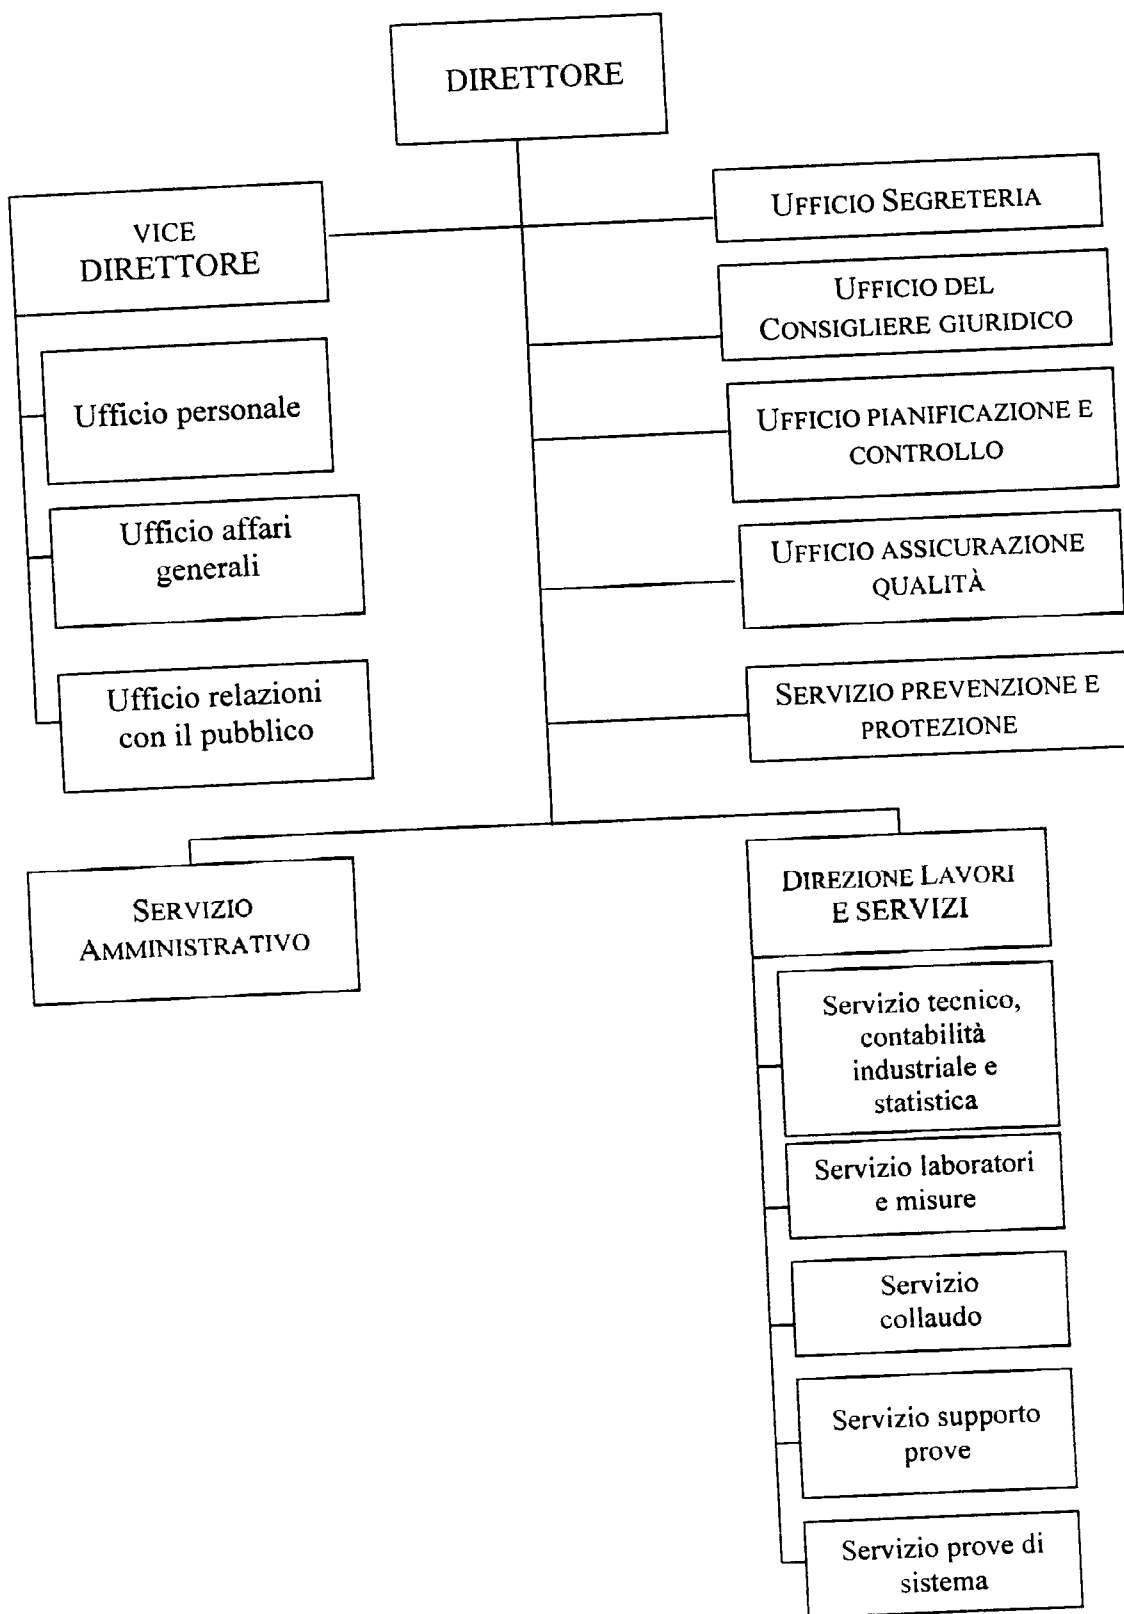 DIRETTORE
VICE
DIRETTORE
Ufficio personale
Ufficio affari
generali
Ufficio relazioni
con il pubblico
UFFICIO SEGRETERIA
UFFICIO DEL
CONSIGLIERE GIURIDICO
UFFICIO PIANIFICAZIONE E
CONTROLLO
UFFICIO ASSICURAZIONE
QUALITÀ
SERVIZIO PREVENZIONE E
PROTEZIONE
SERVIZIO
AMMINISTRATIVO
DIREZIONE LAVORI
E SERVIZI
Servizio tecnico,
contabilità
industriale e
statistica
Servizio laboratori
e misure
Servizio
collaudo
Servizio supporto
prove
Servizio prove di
sistema